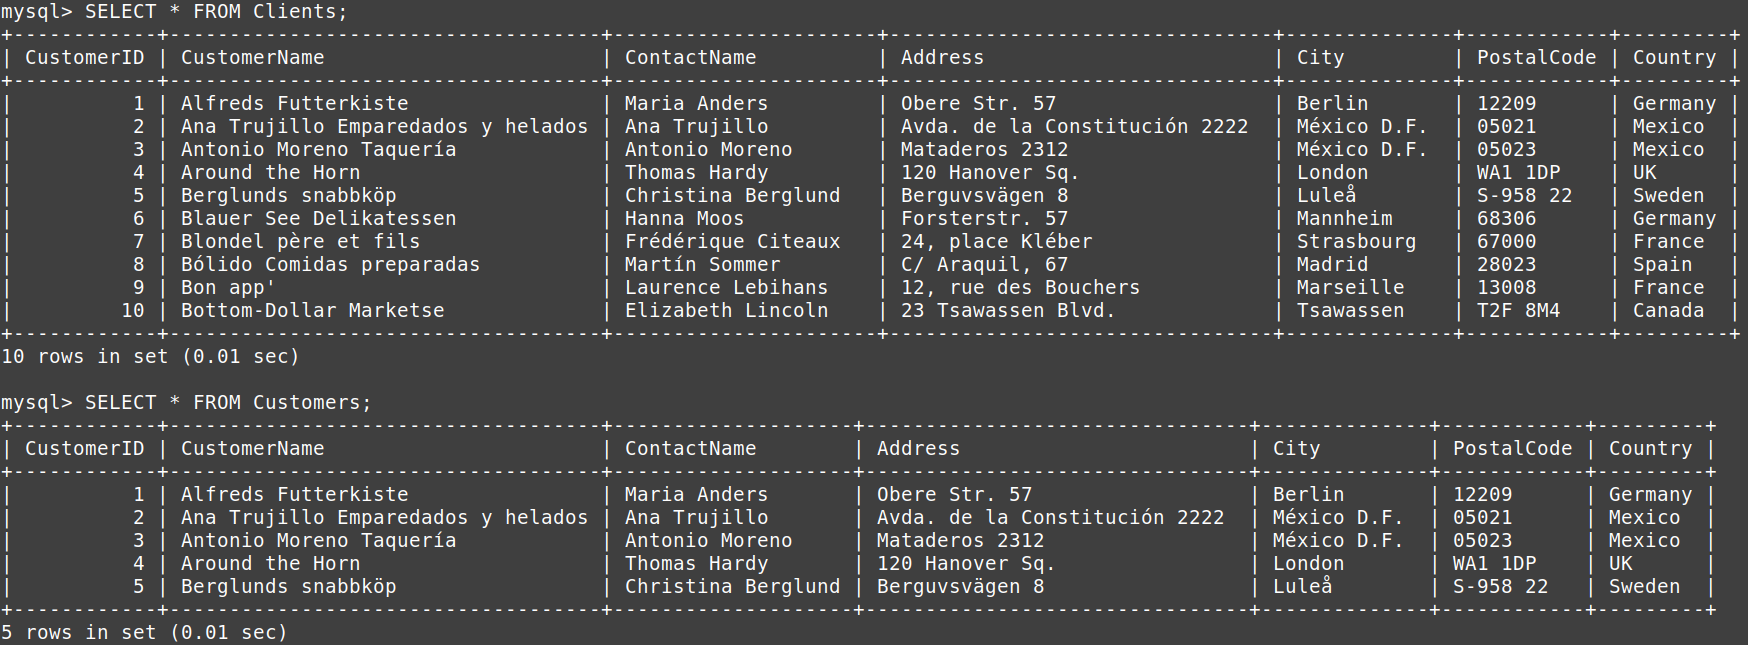 mysql> SELECT * FROM Clients;
+------------+------------------------------------+----------------------+--------------------------------+--------------+------------+---------+
| CustomerID | CustomerName                       | ContactName          | Address                        | City         | PostalCode | Country |
+------------+------------------------------------+----------------------+--------------------------------+--------------+------------+---------+
|          1 | Alfreds Futterkiste                | Maria Anders         | Obere Str. 57                  | Berlin       | 12209      | Germany |
|          2 | Ana Trujillo Emparedados y helados | Ana Trujillo         | Avda. de la Constitución 2222  | México D.F.  | 05021      | Mexico  |
|          3 | Antonio Moreno Taquería            | Antonio Moreno       | Mataderos 2312                 | México D.F.  | 05023      | Mexico  |
|          4 | Around the Horn                    | Thomas Hardy         | 120 Hanover Sq.                | London       | WA1 1DP    | UK      |
|          5 | Berglunds snabbköp                 | Christina Berglund   | Berguvsvägen 8                 | Luleå        | S-958 22   | Sweden  |
|          6 | Blauer See Delikatessen            | Hanna Moos           | Forsterstr. 57                 | Mannheim     | 68306      | Germany |
|          7 | Blondel père et fils               | Frédérique Citeaux   | 24, place Kléber               | Strasbourg   | 67000      | France  |
|          8 | Bólido Comidas preparadas          | Martín Sommer        | C/ Araquil, 67                 | Madrid       | 28023      | Spain   |
|          9 | Bon app'                           | Laurence Lebihans    | 12, rue des Bouchers           | Marseille    | 13008      | France  |
|         10 | Bottom-Dollar Marketse             | Elizabeth Lincoln    | 23 Tsawassen Blvd.             | Tsawassen    | T2F 8M4    | Canada  |
+------------+------------------------------------+----------------------+--------------------------------+--------------+------------+---------+
10 rows in set (0.01 sec)
mysql> SELECT * FROM Customers;
+------------+------------------------------------+--------------------+--------------------------------+--------------+------------+---------+
| CustomerID | CustomerName                       | ContactName        | Address                        | City         | PostalCode | Country |
+------------+------------------------------------+--------------------+--------------------------------+--------------+------------+---------+
|          1 | Alfreds Futterkiste                | Maria Anders       | Obere Str. 57                  | Berlin       | 12209      | Germany |
|          2 | Ana Trujillo Emparedados y helados | Ana Trujillo       | Avda. de la Constitución 2222  | México D.F.  | 05021      | Mexico  |
|          3 | Antonio Moreno Taquería            | Antonio Moreno     | Mataderos 2312                 | México D.F.  | 05023      | Mexico  |
|          4 | Around the Horn                    | Thomas Hardy       | 120 Hanover Sq.                | London       | WA1 1DP    | UK      |
|          5 | Berglunds snabbköp                 | Christina Berglund | Berguvsvägen 8                 | Luleå        | S-958 22   | Sweden  |
+------------+------------------------------------+--------------------+--------------------------------+--------------+------------+---------+
5 rows in set (0.01 sec)